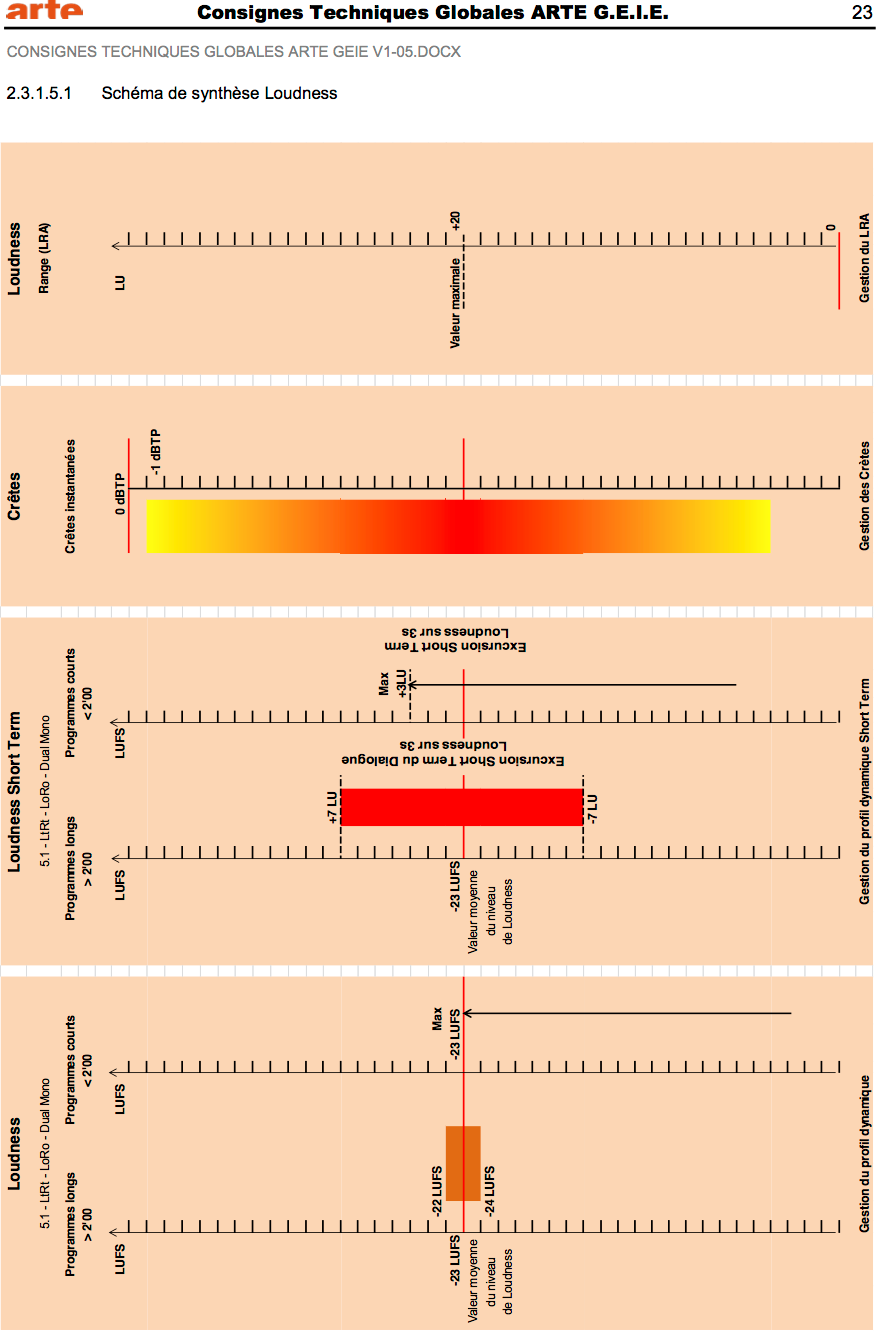 arte
Consignes Techniques Globales ARTE G.E.I.E.
23
CONSIGNES TECHNIQUES GLOBALES ARTE GEIE V1-05.DOCX
2.3.1.5.1 Schéma de synthèse Loudness
Loudness
Range (LRA)
LU
Valeur maximale
+20
0
Gestion du LRA
Crêtes
Crêtes instantanées
0 dBTP
-1 dBTP
Gestion des Crètes
Loudness Short Term
5.1 - LtRt - LoRo - Dual Mono
Programmes courts
< 2'00
LUFS
Max
+3LU
Excursion Short Term
Loudness sur 3s
Programmes longs
> 2'00
LUFS
+7 LU
-7 LU
Excursion Short Term du Dialogue
Loudness sur 3s
-23 LUFS
Valeur moyenne
du niveau
de Loudness
Gestion du profil dynamique Short Term
Loudness
5.1 - LtRt - LoRo - Dual Mono
Programmes courts
< 2'00
LUFS
Max
-23 LUFS
Programmes longs
> 2'00
LUFS
-22 LUFS
-24 LUFS
-23 LUFS
Valeur moyenne
du niveau
de Loudness
Gestion du profil dynamique